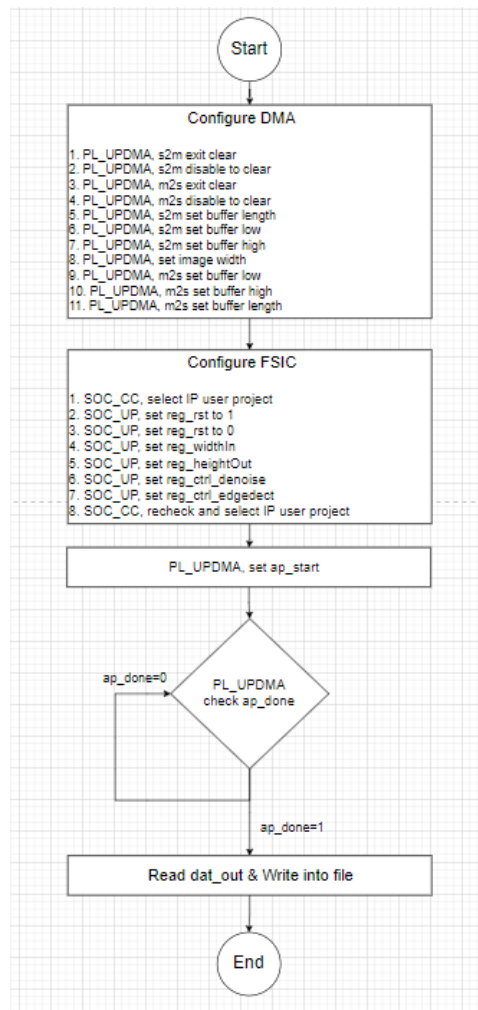 Start
Configure DMA
1. PL_UPDMA, s2m exit clear
2. PL_UPDMA, s2m disable to clear
3. PL_UPDMA, m2s exit clear
4. PL_UPDMA, m2s disable to clear
5. PL_UPDMA, s2m set buffer length
6. PL_UPDMA, s2m set buffer low
7. PL_UPDMA, s2m set buffer high
8. PL_UPDMA, set image width
9. PL_UPDMA, m2s set buffer low
10. PL_UPDMA, m2s set buffer high
11. PL_UPDMA, m2s set buffer length
Configure FSIC
1. SOC_CC, select IP user project
2. SOC_UP, set reg_rst to 1
3. SOC_UP, set reg_rst to 0
4. SOC_UP, set reg_widthIn
5. SOC_UP, set reg_heightOut
6. SOC_UP, set reg_ctrl_denoise
7. SOC_UP, set reg_ctrl_edgedect
8. SOC_CC, recheck and select IP user project
PL_UPDMA, set ap_start
ap_done=0
PL_UPDMA
check ap_done
ap_done=1
Read dat_out & Write into file
End